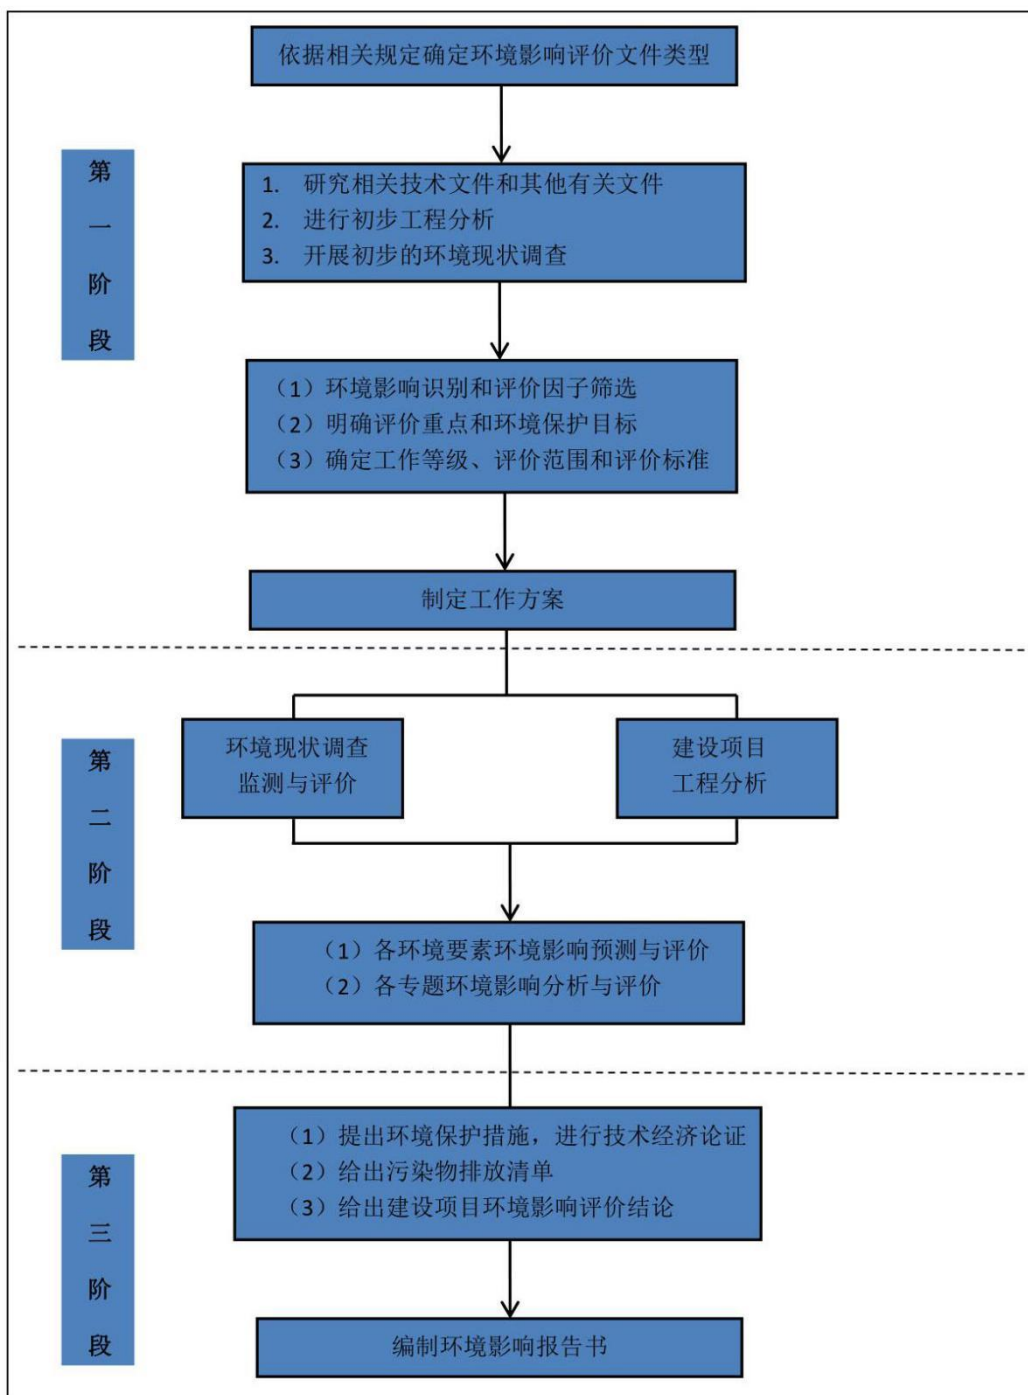 依据相关规定确定环境影响评价文件类型
第一阶段
1. 研究相关技术文件和其他有关文件
2. 进行初步工程分析
3. 开展初步的环境现状调查
（1）环境影响识别和评价因子筛选
（2）明确评价重点和环境保护目标
（3）确定工作等级、评价范围和评价标准
制定工作方案
第二阶段
环境现状调查
监测与评价
建设项目
工程分析
（1）各环境要素环境影响预测与评价
（2）各专题环境影响分析与评价
第三阶段
（1）提出环境保护措施，进行技术经济论证
（2）给出污染物排放清单
（3）给出建设项目环境影响评价结论
编制环境影响报告书